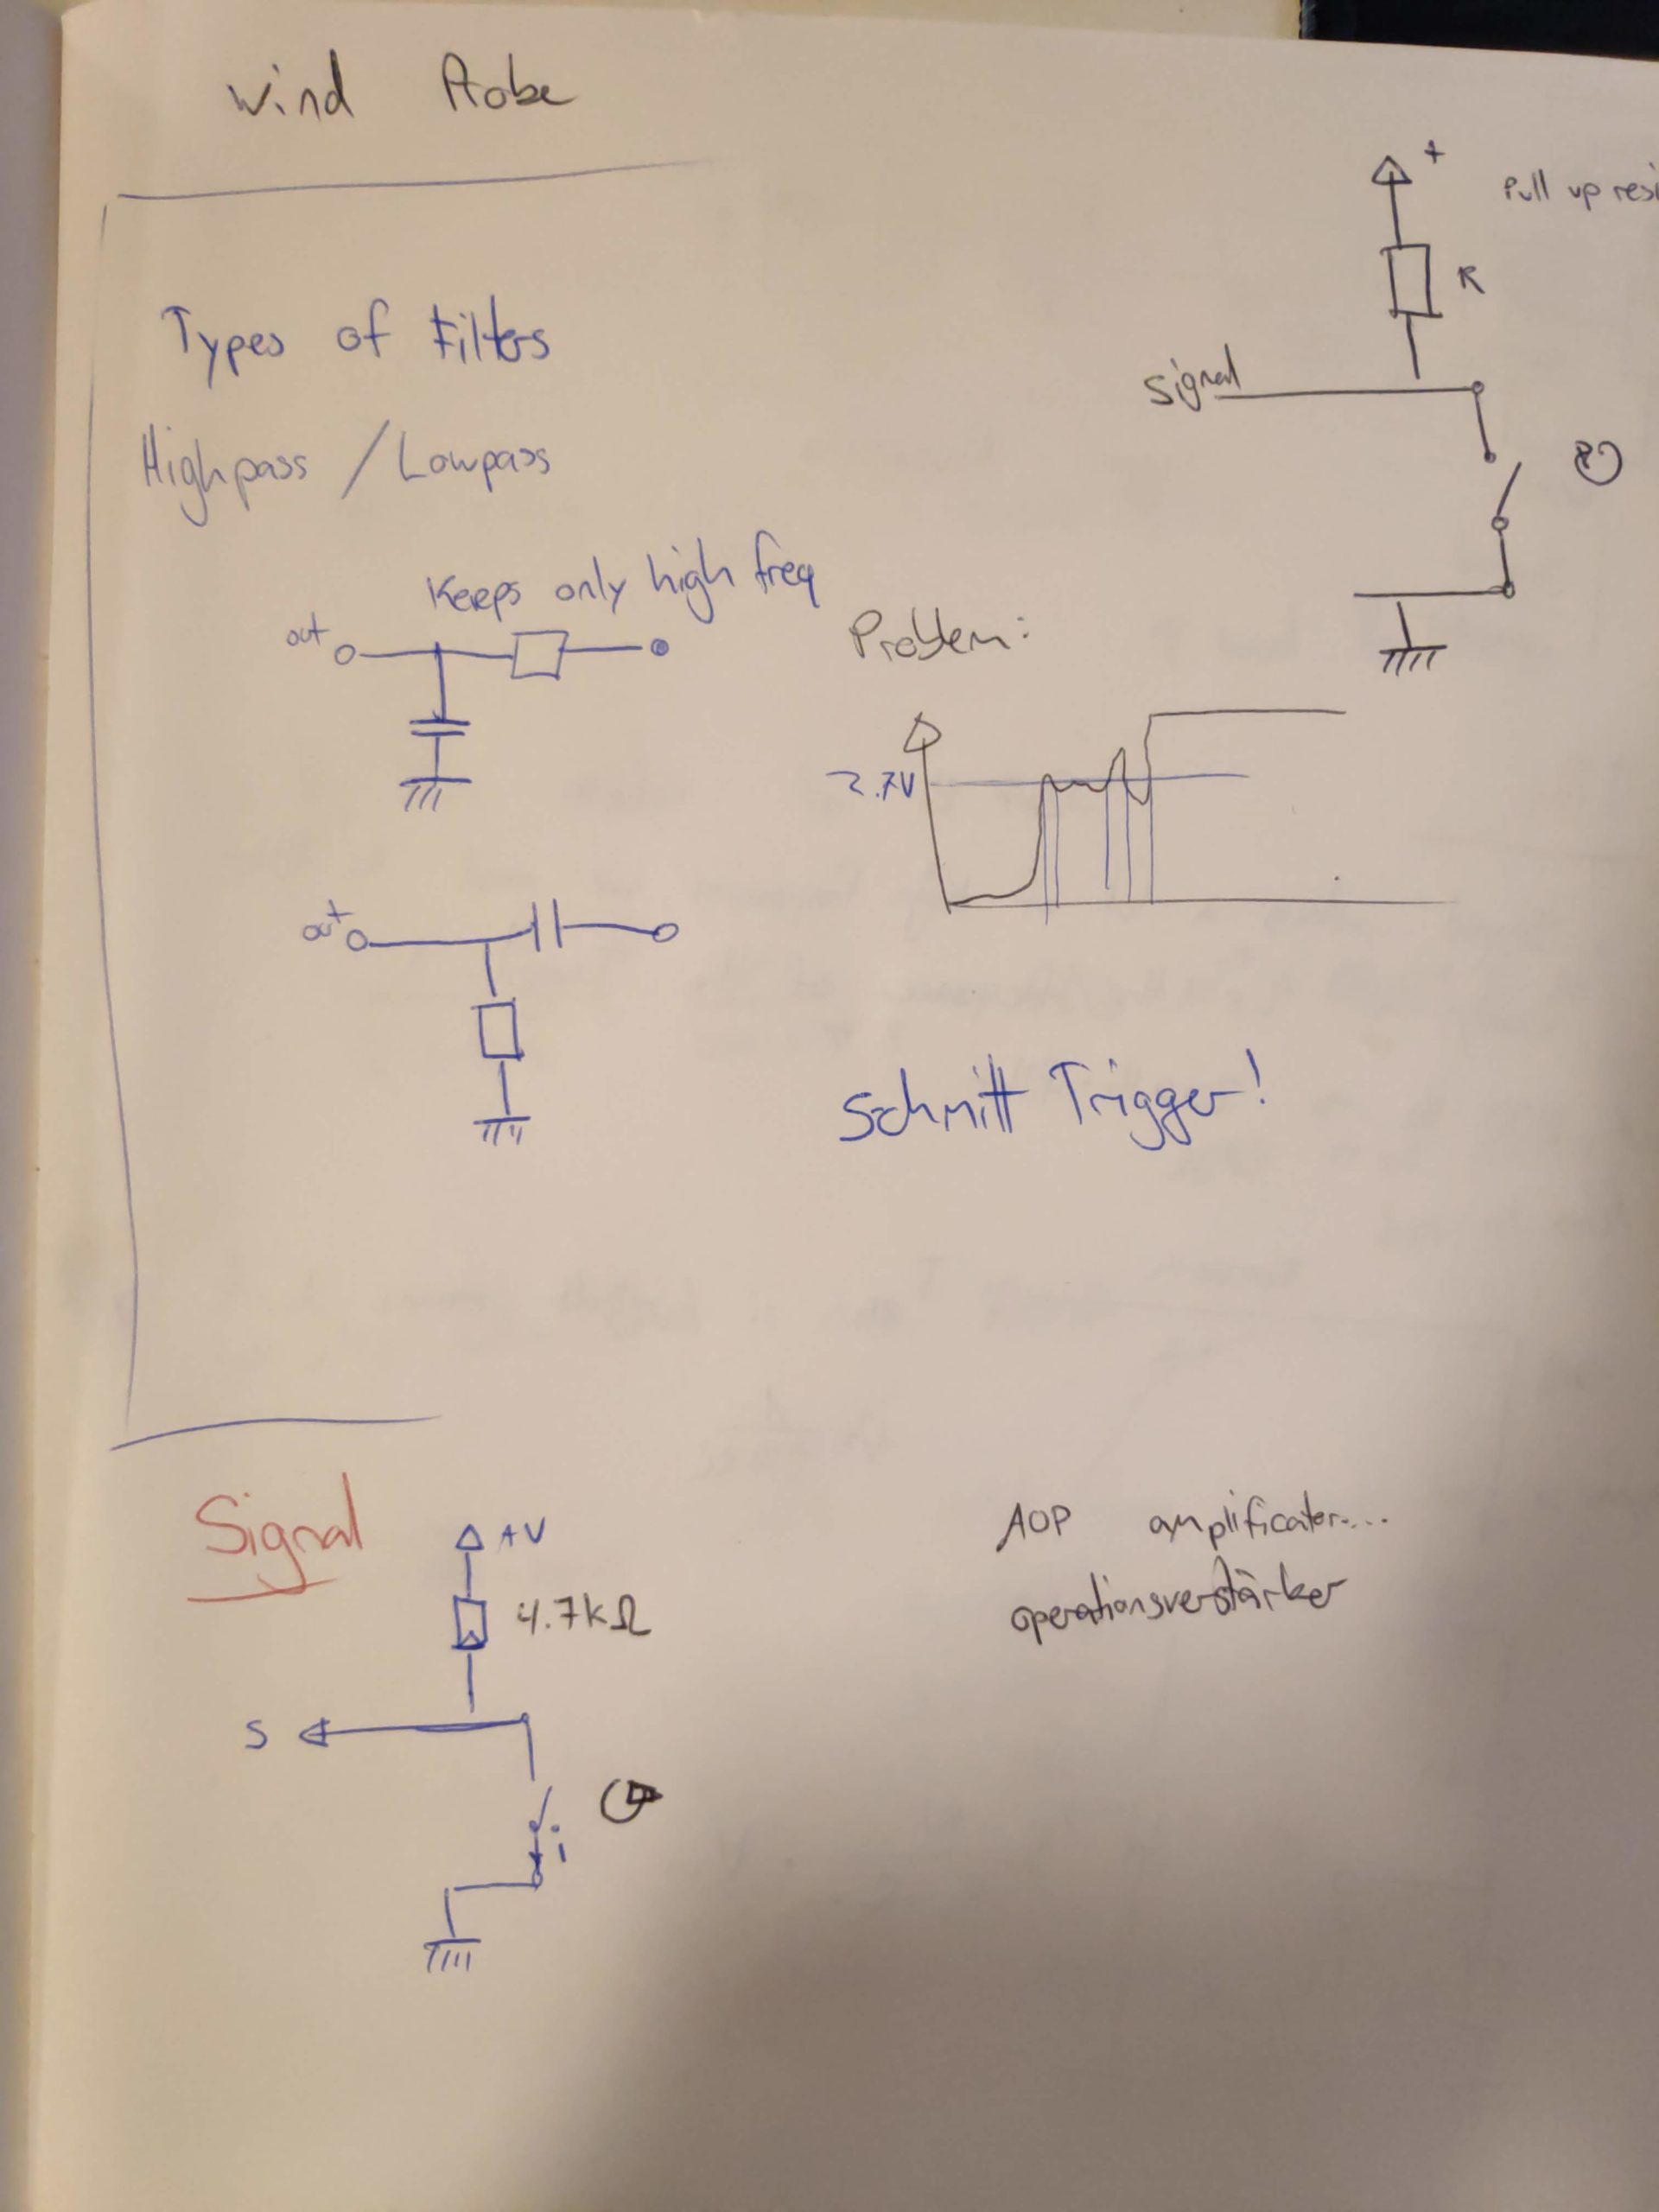 Wind Probe
+
Pull up resi
R
Signal
Types of Filters
Highpass / Lowpass
Keeps only high freq
out
Problem:
2.7V
out
Schmitt Trigger!
Signal
+V
4.7kΩ
S
i
AOP amplificater....
operationsverstärker